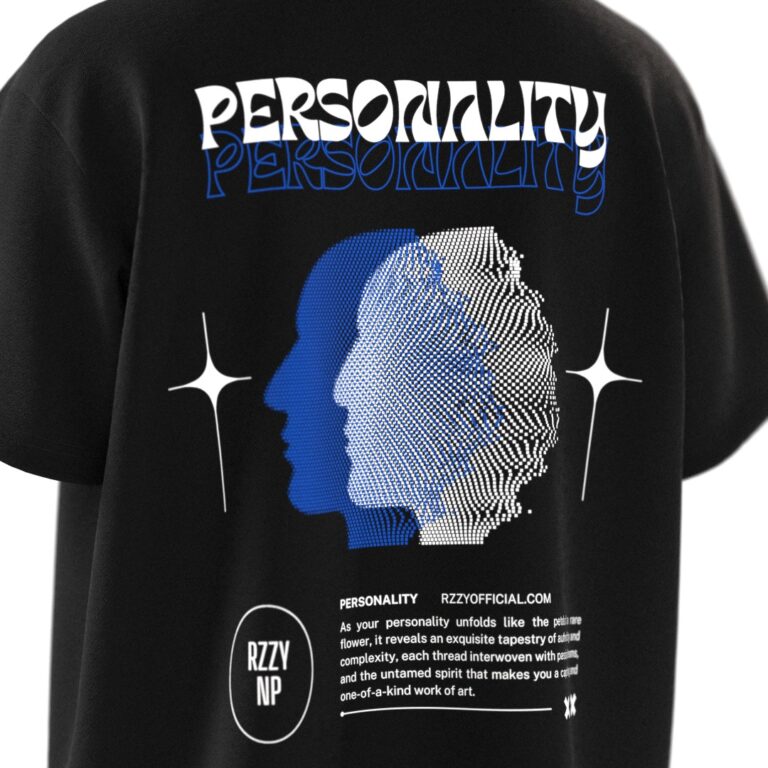 PERSONALITY
PERSONALITY
PERSONALITY RZZYOFFICIAL.COM
As your personality unfolds like the
flower, it reveals an exquisite tapestry of
complexity, each thread interwoven with
and the untamed spirit that makes you a
one-of-a-kind work of art.
RZZY
NP
XX